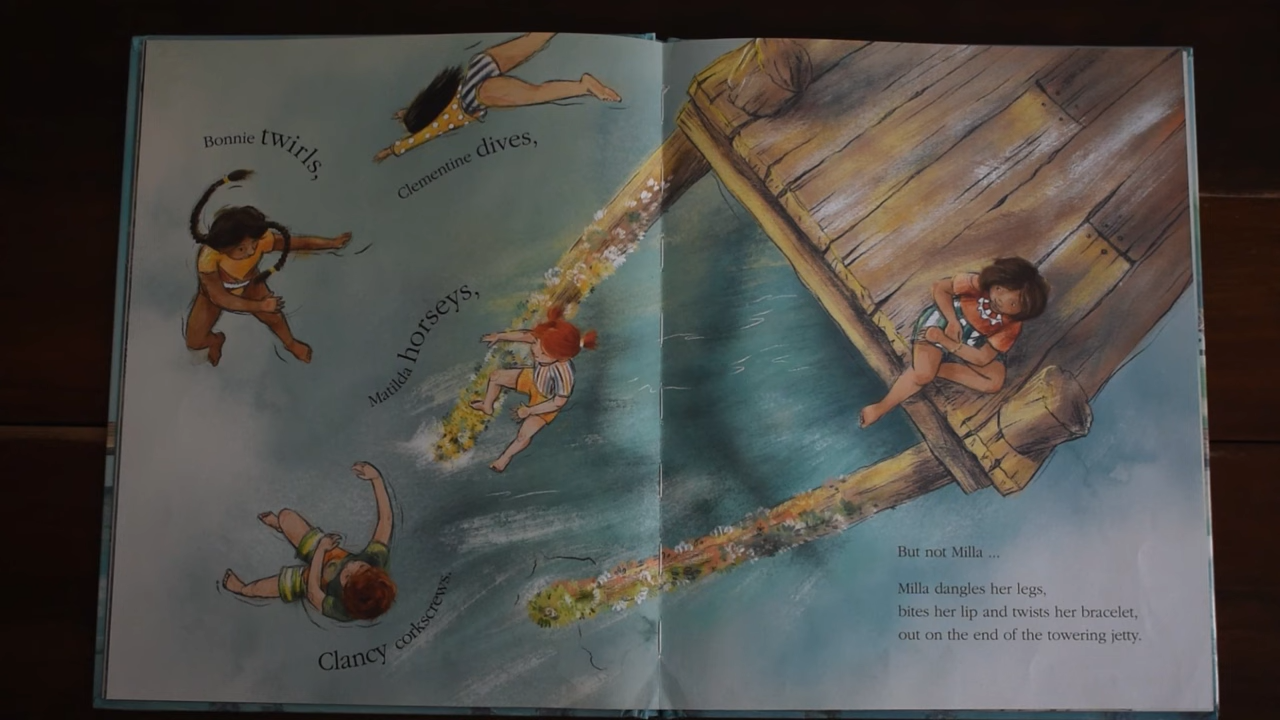 Bonnie twirls,
Clementine dives,
Matilda horseys,
Clancy corkscrews.
But not Milla ...
Milla dangles her legs,
bites her lip and twists her bracelet,
out on the end of the towering jetty.